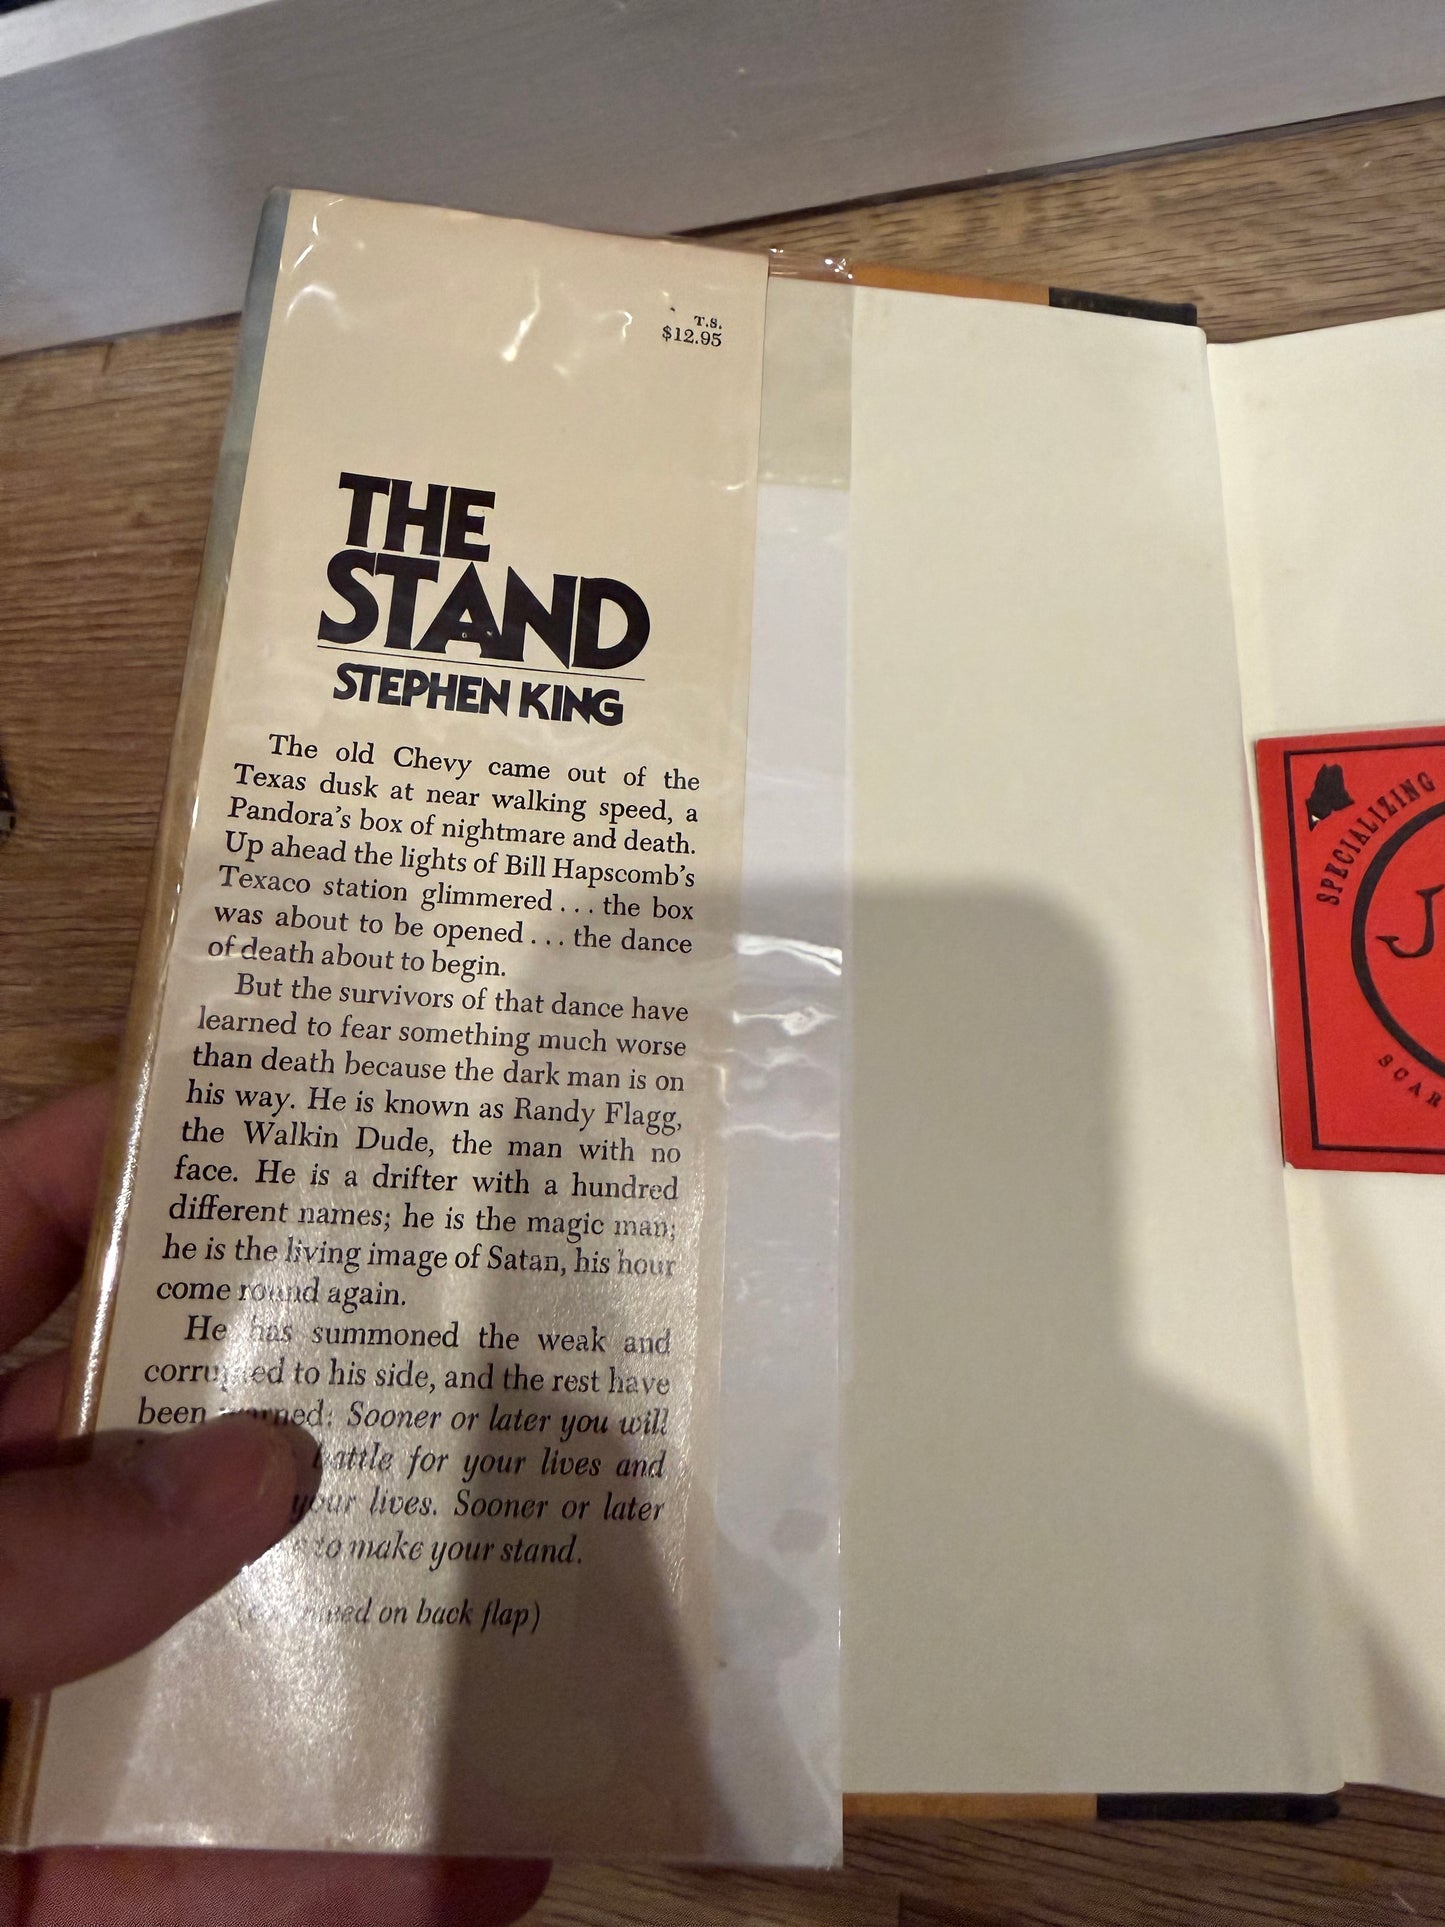 T.S.
$12.95
THE
STAND
STEPHEN KING
The old Chevy came out of the
Texas dusk at near walking speed, a
Pandora's box of nightmare and death.
Up ahead the lights of Bill Hapscomb's
Texaco station glimmered . . . the box
was about to be opened . . . the dance
of death about to begin.
But the survivors of that dance have
learned to fear something much worse
than death because the dark man is on
his way. He is known as Randy Flagg,
the Walkin Dude, the man with no
face. He is a drifter with a hundred
different names; he is the magic man;
he is the living image of Satan, his hour
come round again.
He has summoned the weak and
corrupted to his side, and the rest have
been warned: Sooner or later you will
battle for your lives and
your lives. Sooner or later
to make your stand.
on back flap)
SPECIALIZING
J